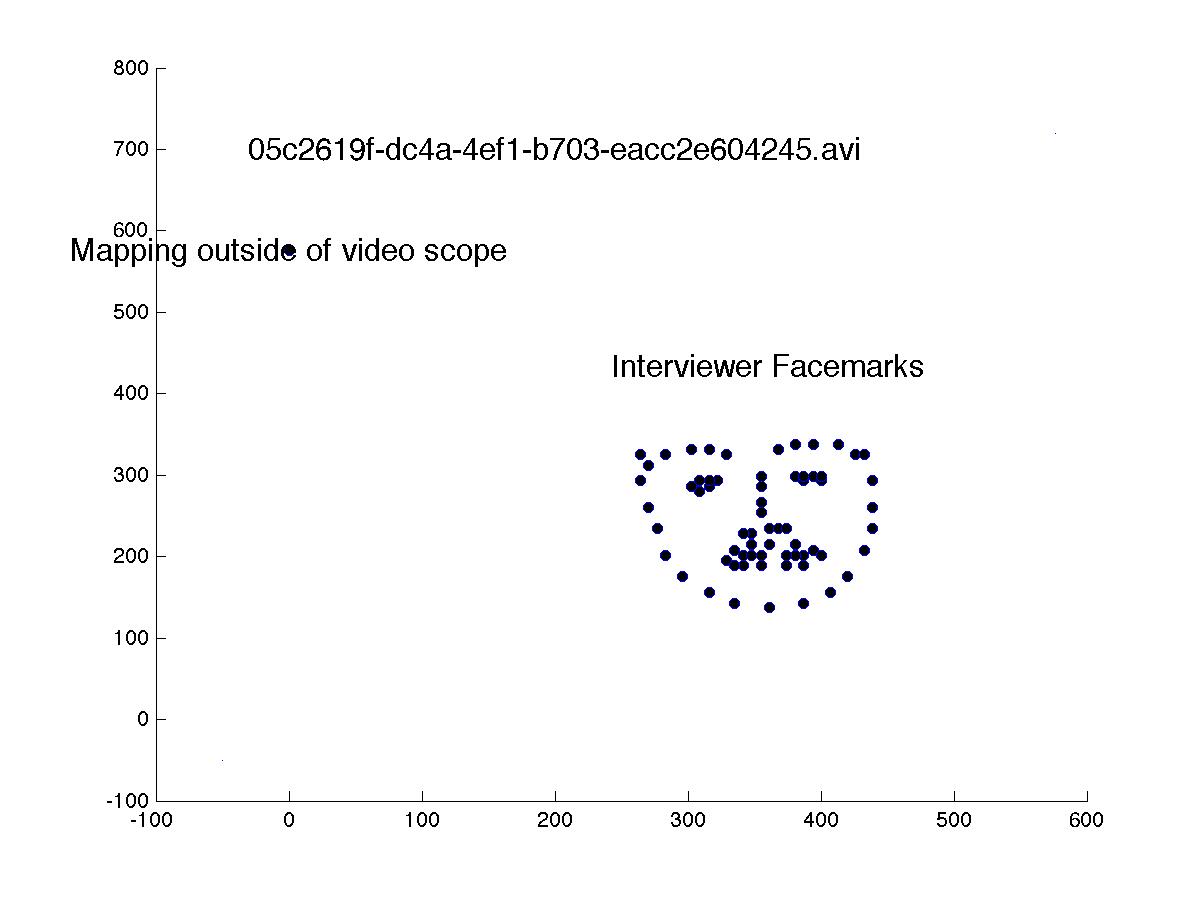 800
700
05c2619f-dc4a-4ef1-b703-eacc2e604245.avi
600
Mapping outside of video scope
500
Interviewer Facemarks
400
300
200
100
0
-100
-100 0 100 200 300 400 500 600